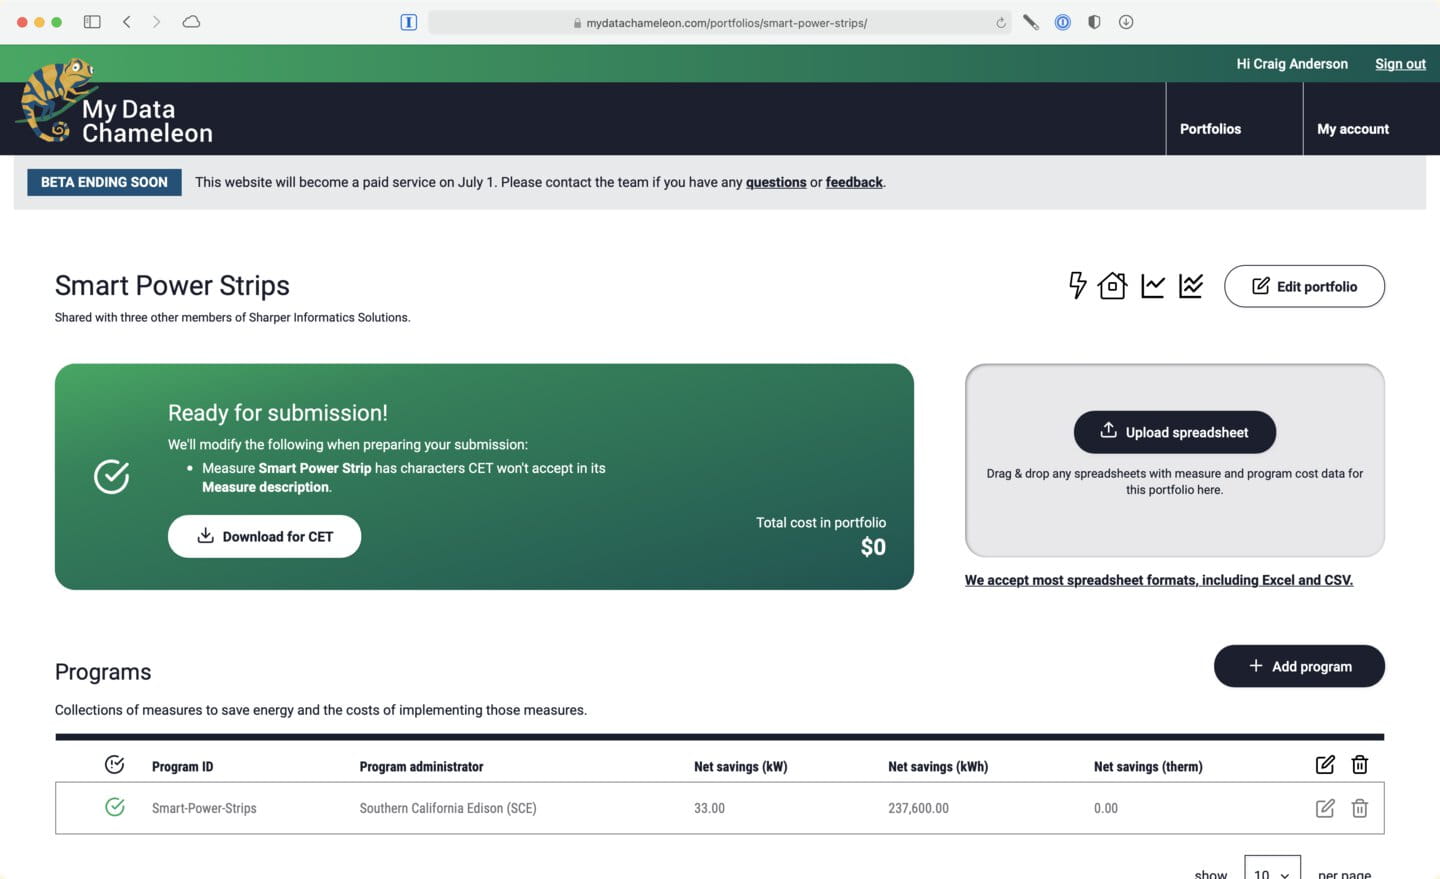 mydatachameleon.com/portfolios/smart-power-strips/
Hi Craig Anderson
Sign out
My Data
Chameleon
Portfolios
My account
BETA ENDING SOON
This website will become a paid service on July 1. Please contact the team if you have any questions or feedback.
Smart Power Strips
Shared with three other members of Sharper Informatics Solutions.
Edit portfolio
Ready for submission!
We'll modify the following when preparing your submission:
• Measure Smart Power Strip has characters CET won't accept in its
Measure description.
Download for CET
Total cost in portfolio
$0
Upload spreadsheet
Drag & drop any spreadsheets with measure and program cost data for
this portfolio here.
We accept most spreadsheet formats, including Excel and CSV.
Programs
+ Add program
Collections of measures to save energy and the costs of implementing those measures.
Program ID Program administrator Net savings (kW) Net savings (kWh) Net savings (therm)
Smart-Power-Strips Southern California Edison (SCE) 33.00 237,600.00 0.00
show 10 per page